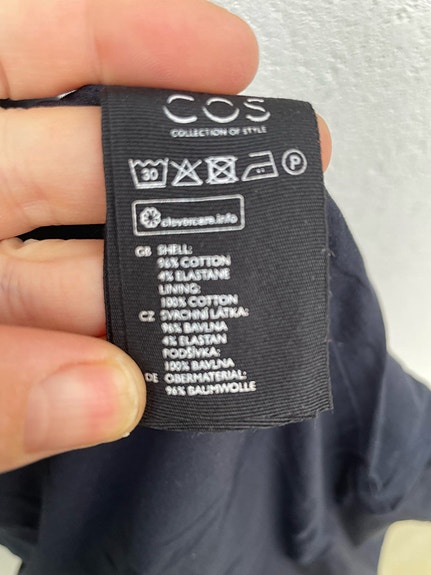 COS
COLLECTION OF STYLE
30 P
clevercare.info
GB SHELL:
96% COTTON
4% ELASTANE
LINING:
100% COTTON
CZ SVRCHNÍ LÁTKA:
96% BAVLNA
4% ELASTAN
PODŠÍVKA:
100% BAVLNA
DE OBERMATERIAL:
96% BAUMWOLLE